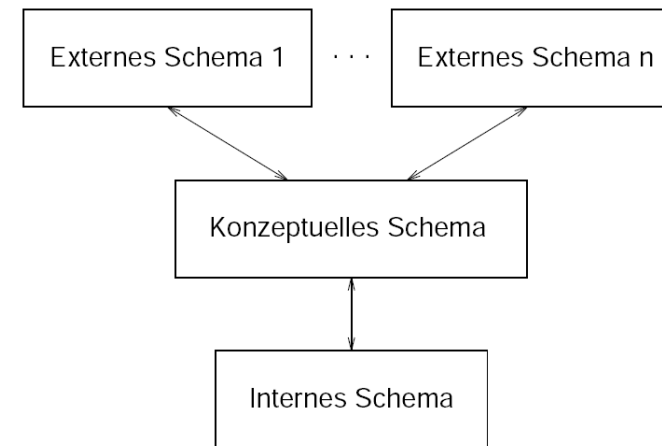 Externes Schema 1 . . . Externes Schema n
Konzeptuelles Schema
Internes Schema